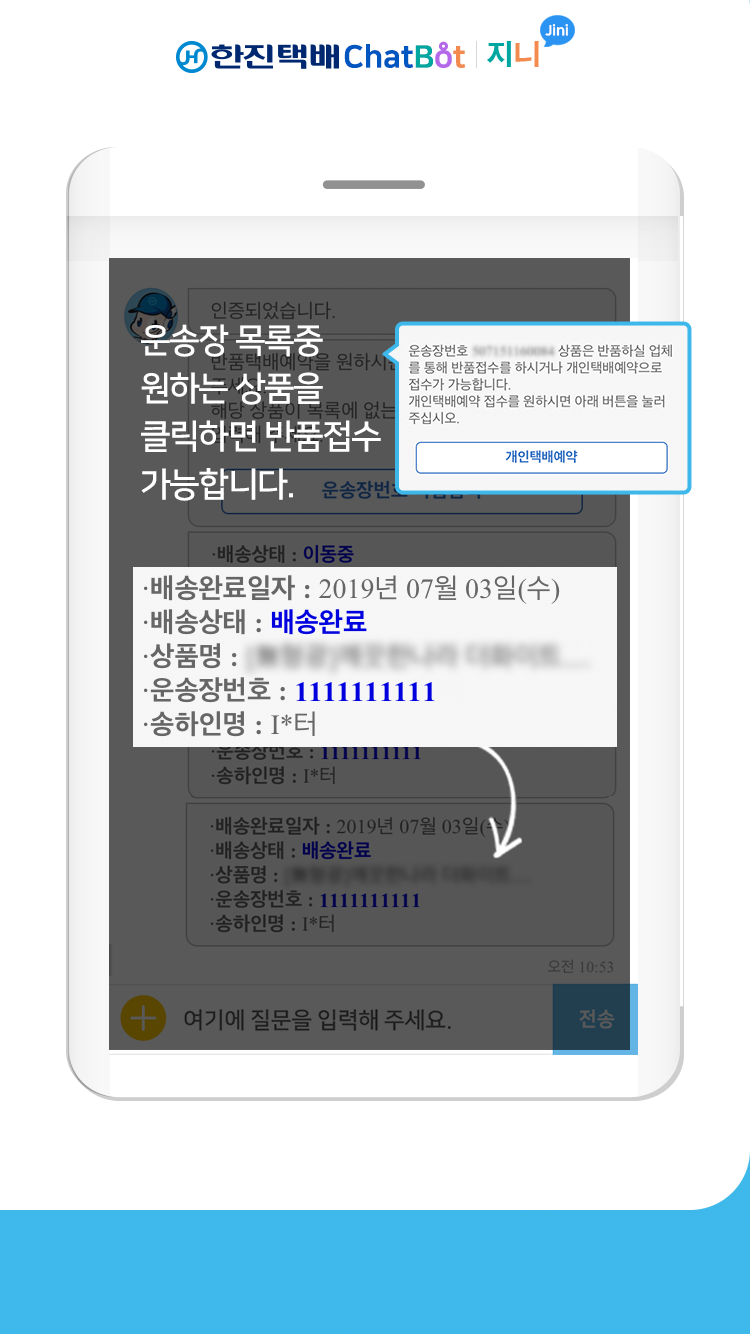 한진택배 ChatBot 지니 Jini
인증되었습니다.
운송장 목록중
원하는 상품을
클릭하면 반품접수
가능합니다.
반품택배예약을 원하시는
해당 상품이 목록에 없는
운송장번호
운송장번호 상품은 반품하실 업체
를 통해 반품접수를 하시거나 개인택배예약으로
접수가 가능합니다.
개인택배예약 접수를 원하시면 아래 버튼을 눌러
주십시오.
개인택배예약
·배송상태 : 이동중
·배송완료일자 : 2019년 07월 03일(수)
·배송상태 : 배송완료
·상품명 :
·운송장번호 : 1111111111
·송하인명 : I*터
·운송장번호 : 1111111111
·송하인명 : I*터
·배송완료일자 : 2019년 07월 03일(수)
·배송상태 : 배송완료
·상품명 :
·운송장번호 : 1111111111
·송하인명 : I*터
오전 10:53
여기에 질문을 입력해 주세요.
전송